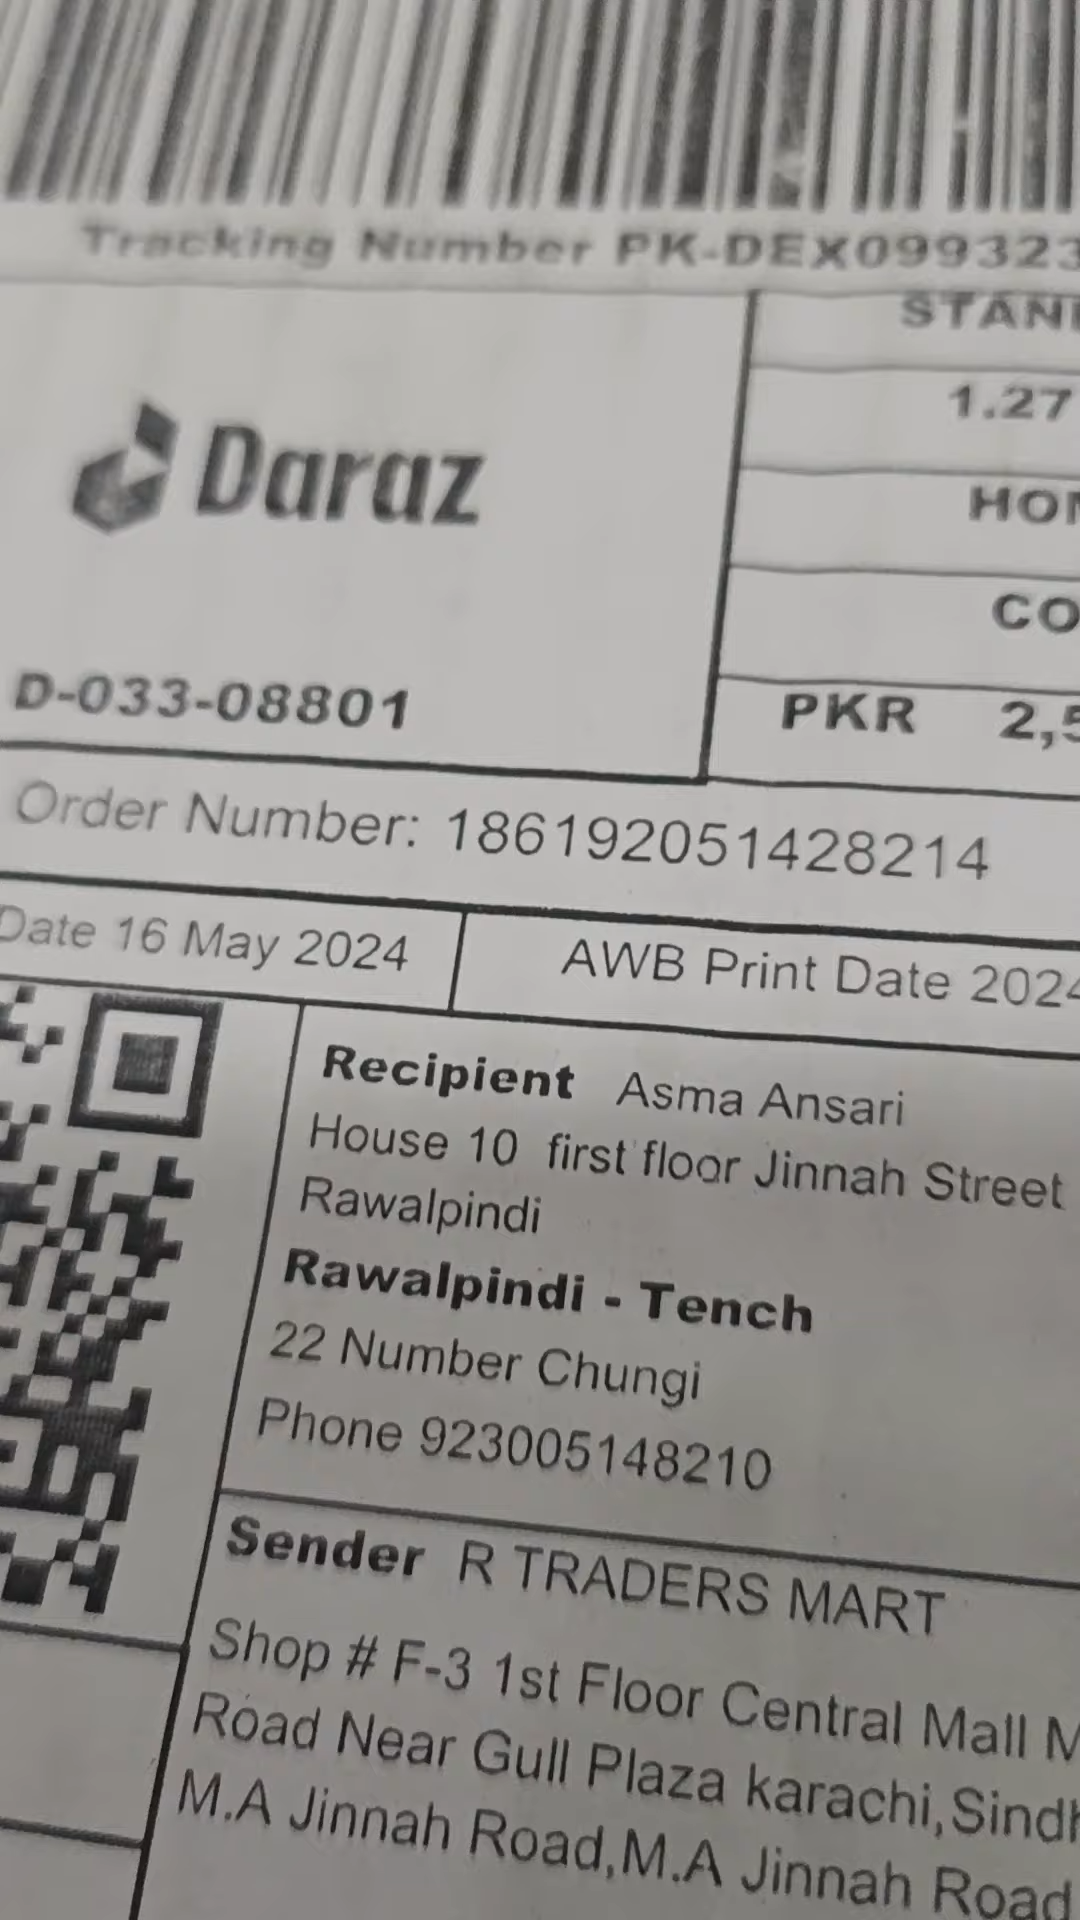 Tracking Number PK-DEX099323
STAN
1.27
Daraz
HOM
CO
D-033-08801
PKR 2,5
Order Number: 186192051428214
Date 16 May 2024
AWB Print Date 2024
Recipient Asma Ansari
House 10 first floor Jinnah Street
Rawalpindi
Rawalpindi - Tench
22 Number Chungi
Phone 923005148210
Sender R TRADERS MART
Shop # F-3 1st Floor Central Mall M
Road Near Gull Plaza karachi,Sindh
M.A Jinnah Road,M.A Jinnah Road